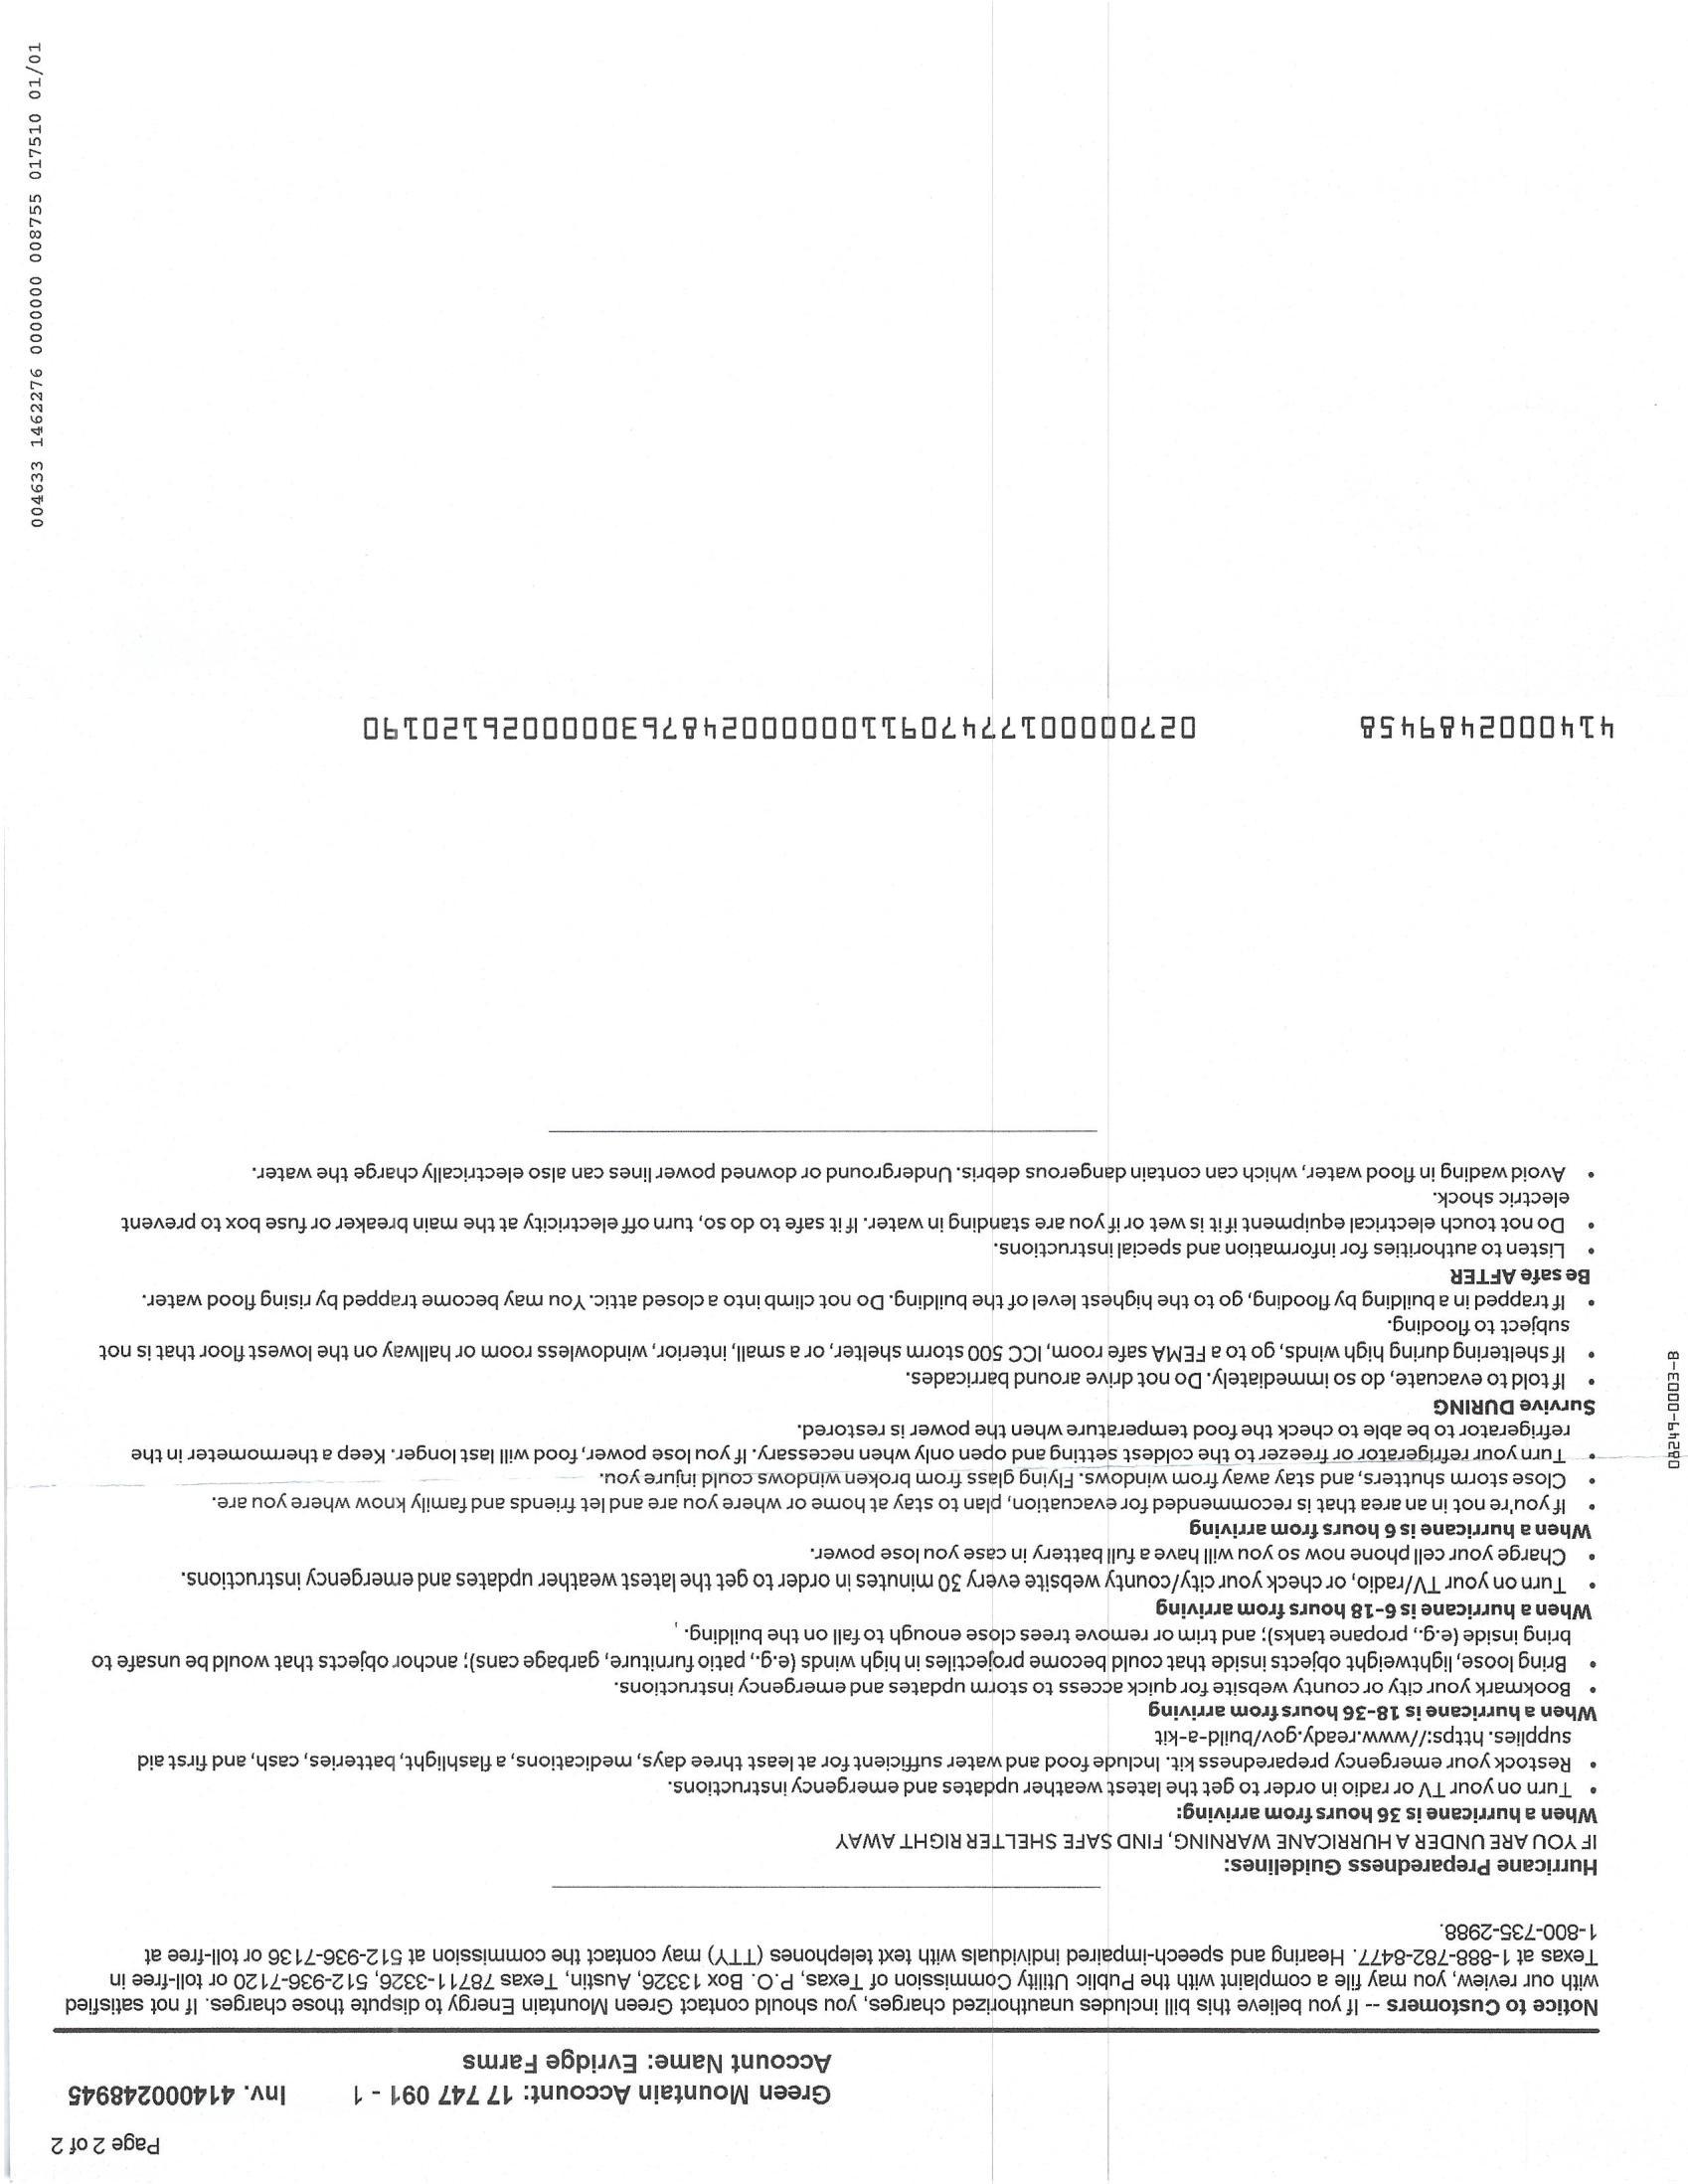 Page 2 of 2
Green Mountain Account: 17 747 091 - 1 Inv. 414000248945
Account Name: Evridge Farms
Notice to Customers -- If you believe this bill includes unauthorized charges, you should contact Green Mountain Energy to dispute those charges. If not satisfied
with our review, you may file a complaint with the Public Utility Commission of Texas, P.O. Box 13326, Austin, Texas 78711-3326, 512-936-7120 or toll-free in
Texas at 1-888-782-8477. Hearing and speech-impaired individuals with text telephones (TTY) may contact the commission at 512-936-7136 or toll-free at
1-800-735-2988.
Hurricane Preparedness Guidelines:
IF YOU ARE UNDER A HURRICANE WARNING, FIND SAFE SHELTER RIGHT AWAY
When a hurricane is 36 hours from arriving:
• Turn on your TV or radio in order to get the latest weather updates and emergency instructions.
• Restock your emergency preparedness kit. Include food and water sufficient for at least three days, medications, a flashlight, batteries, cash, and first aid
supplies. https://www.ready.gov/build-a-kit
When a hurricane is 18-36 hours from arriving
• Bookmark your city or county website for quick access to storm updates and emergency instructions.
• Bring loose, lightweight objects inside that could become projectiles in high winds (e.g., patio furniture, garbage cans); anchor objects that would be unsafe to
bring inside (e.g., propane tanks); and trim or remove trees close enough to fall on the building.
When a hurricane is 6-18 hours from arriving
• Turn on your TV/radio, or check your city/county website every 30 minutes in order to get the latest weather updates and emergency instructions.
• Charge your cell phone now so you will have a full battery in case you lose power.
When a hurricane is 6 hours from arriving
• If you're not in an area that is recommended for evacuation, plan to stay at home or where you are and let friends and family know where you are.
• Close storm shutters, and stay away from windows. Flying glass from broken windows could injure you.
• Turn your refrigerator or freezer to the coldest setting and open only when necessary. If you lose power, food will last longer. Keep a thermometer in the
refrigerator to be able to check the food temperature when the power is restored.
Survive DURING
• If told to evacuate, do so immediately. Do not drive around barricades.
• If sheltering during high winds, go to a FEMA safe room, ICC 500 storm shelter, or a small, interior, windowless room or hallway on the lowest floor that is not
subject to flooding.
• If trapped in a building by flooding, go to the highest level of the building. Do not climb into a closed attic. You may become trapped by rising flood water.
Be safe AFTER
• Listen to authorities for information and special instructions.
• Do not touch electrical equipment if it is wet or if you are standing in water. If it safe to do so, turn off electricity at the main breaker or fuse box to prevent
electric shock.
• Avoid wading in flood water, which can contain dangerous debris. Underground or downed power lines can also electrically charge the water.
08249-0003-B
4140002489458 0270000017747091100000024876300000261201​90
004633 1462276 0000000 008755 017510 01/01